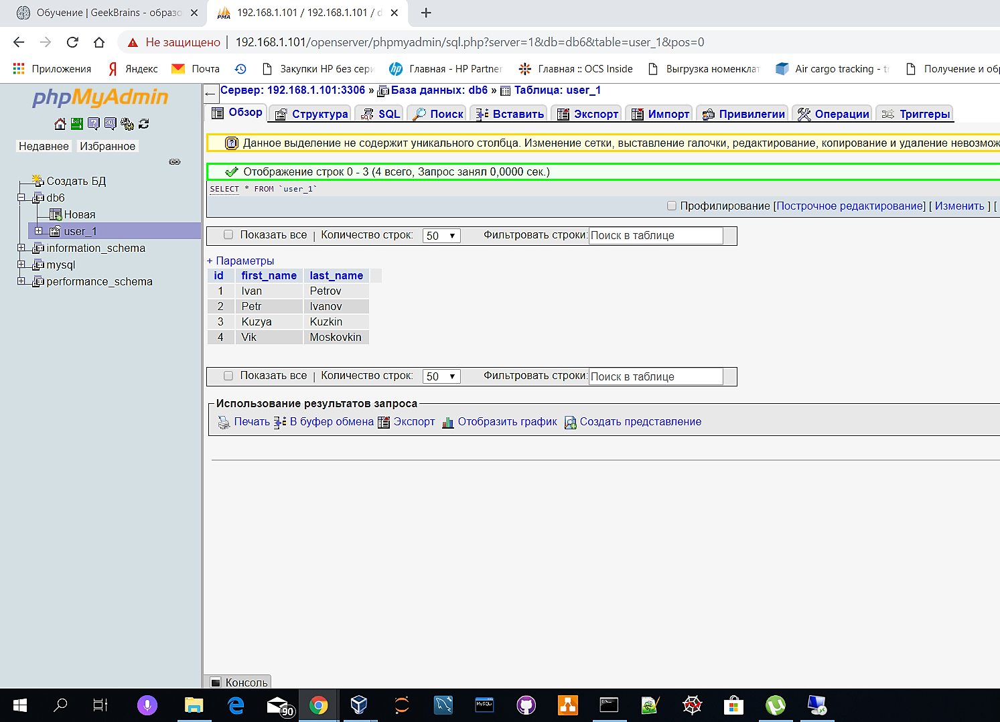 Обучение | GeekBrains - образо
192.168.1.101 / 192.168.1.101 / d
Не защищено
192.168.1.101/openserver/phpmyadmin/sql.php?server=1&db=db6&table=user_1&pos=0
Приложения Яндекс Почта Закупки HP без сери Главная - HP Partner Главная :: OCS Inside Выгрузка номенклат Air cargo tracking - tr Получение и обр
phpMyAdmin
Недавнее Избранное
Создать БД
db6
Новая
user_1
information_schema
mysql
performance_schema
← Сервер: 192.168.1.101:3306 » База данных: db6 » Таблица: user_1
Обзор Структура SQL Поиск Вставить Экспорт Импорт Привилегии Операции Триггеры
Данное выделение не содержит уникального столбца. Изменение сетки, выставление галочки, редактирование, копирование и удаление невозмож
Отображение строк 0 - 3 (4 всего, Запрос занял 0,0000 сек.)
SELECT * FROM `user_1`
Профилирование [Построчное редактирование] [ Изменить ] [
Показать все | Количество строк: 50 Фильтровать строки: Поиск в таблице
+ Параметры
id first_name last_name
1 Ivan Petrov
2 Petr Ivanov
3 Kuzya Kuzkin
4 Vik Moskovkin
Показать все | Количество строк: 50 Фильтровать строки: Поиск в таблице
Использование результатов запроса
Печать В буфер обмена Экспорт Отобразить график Создать представление
Консоль
90
MySQL